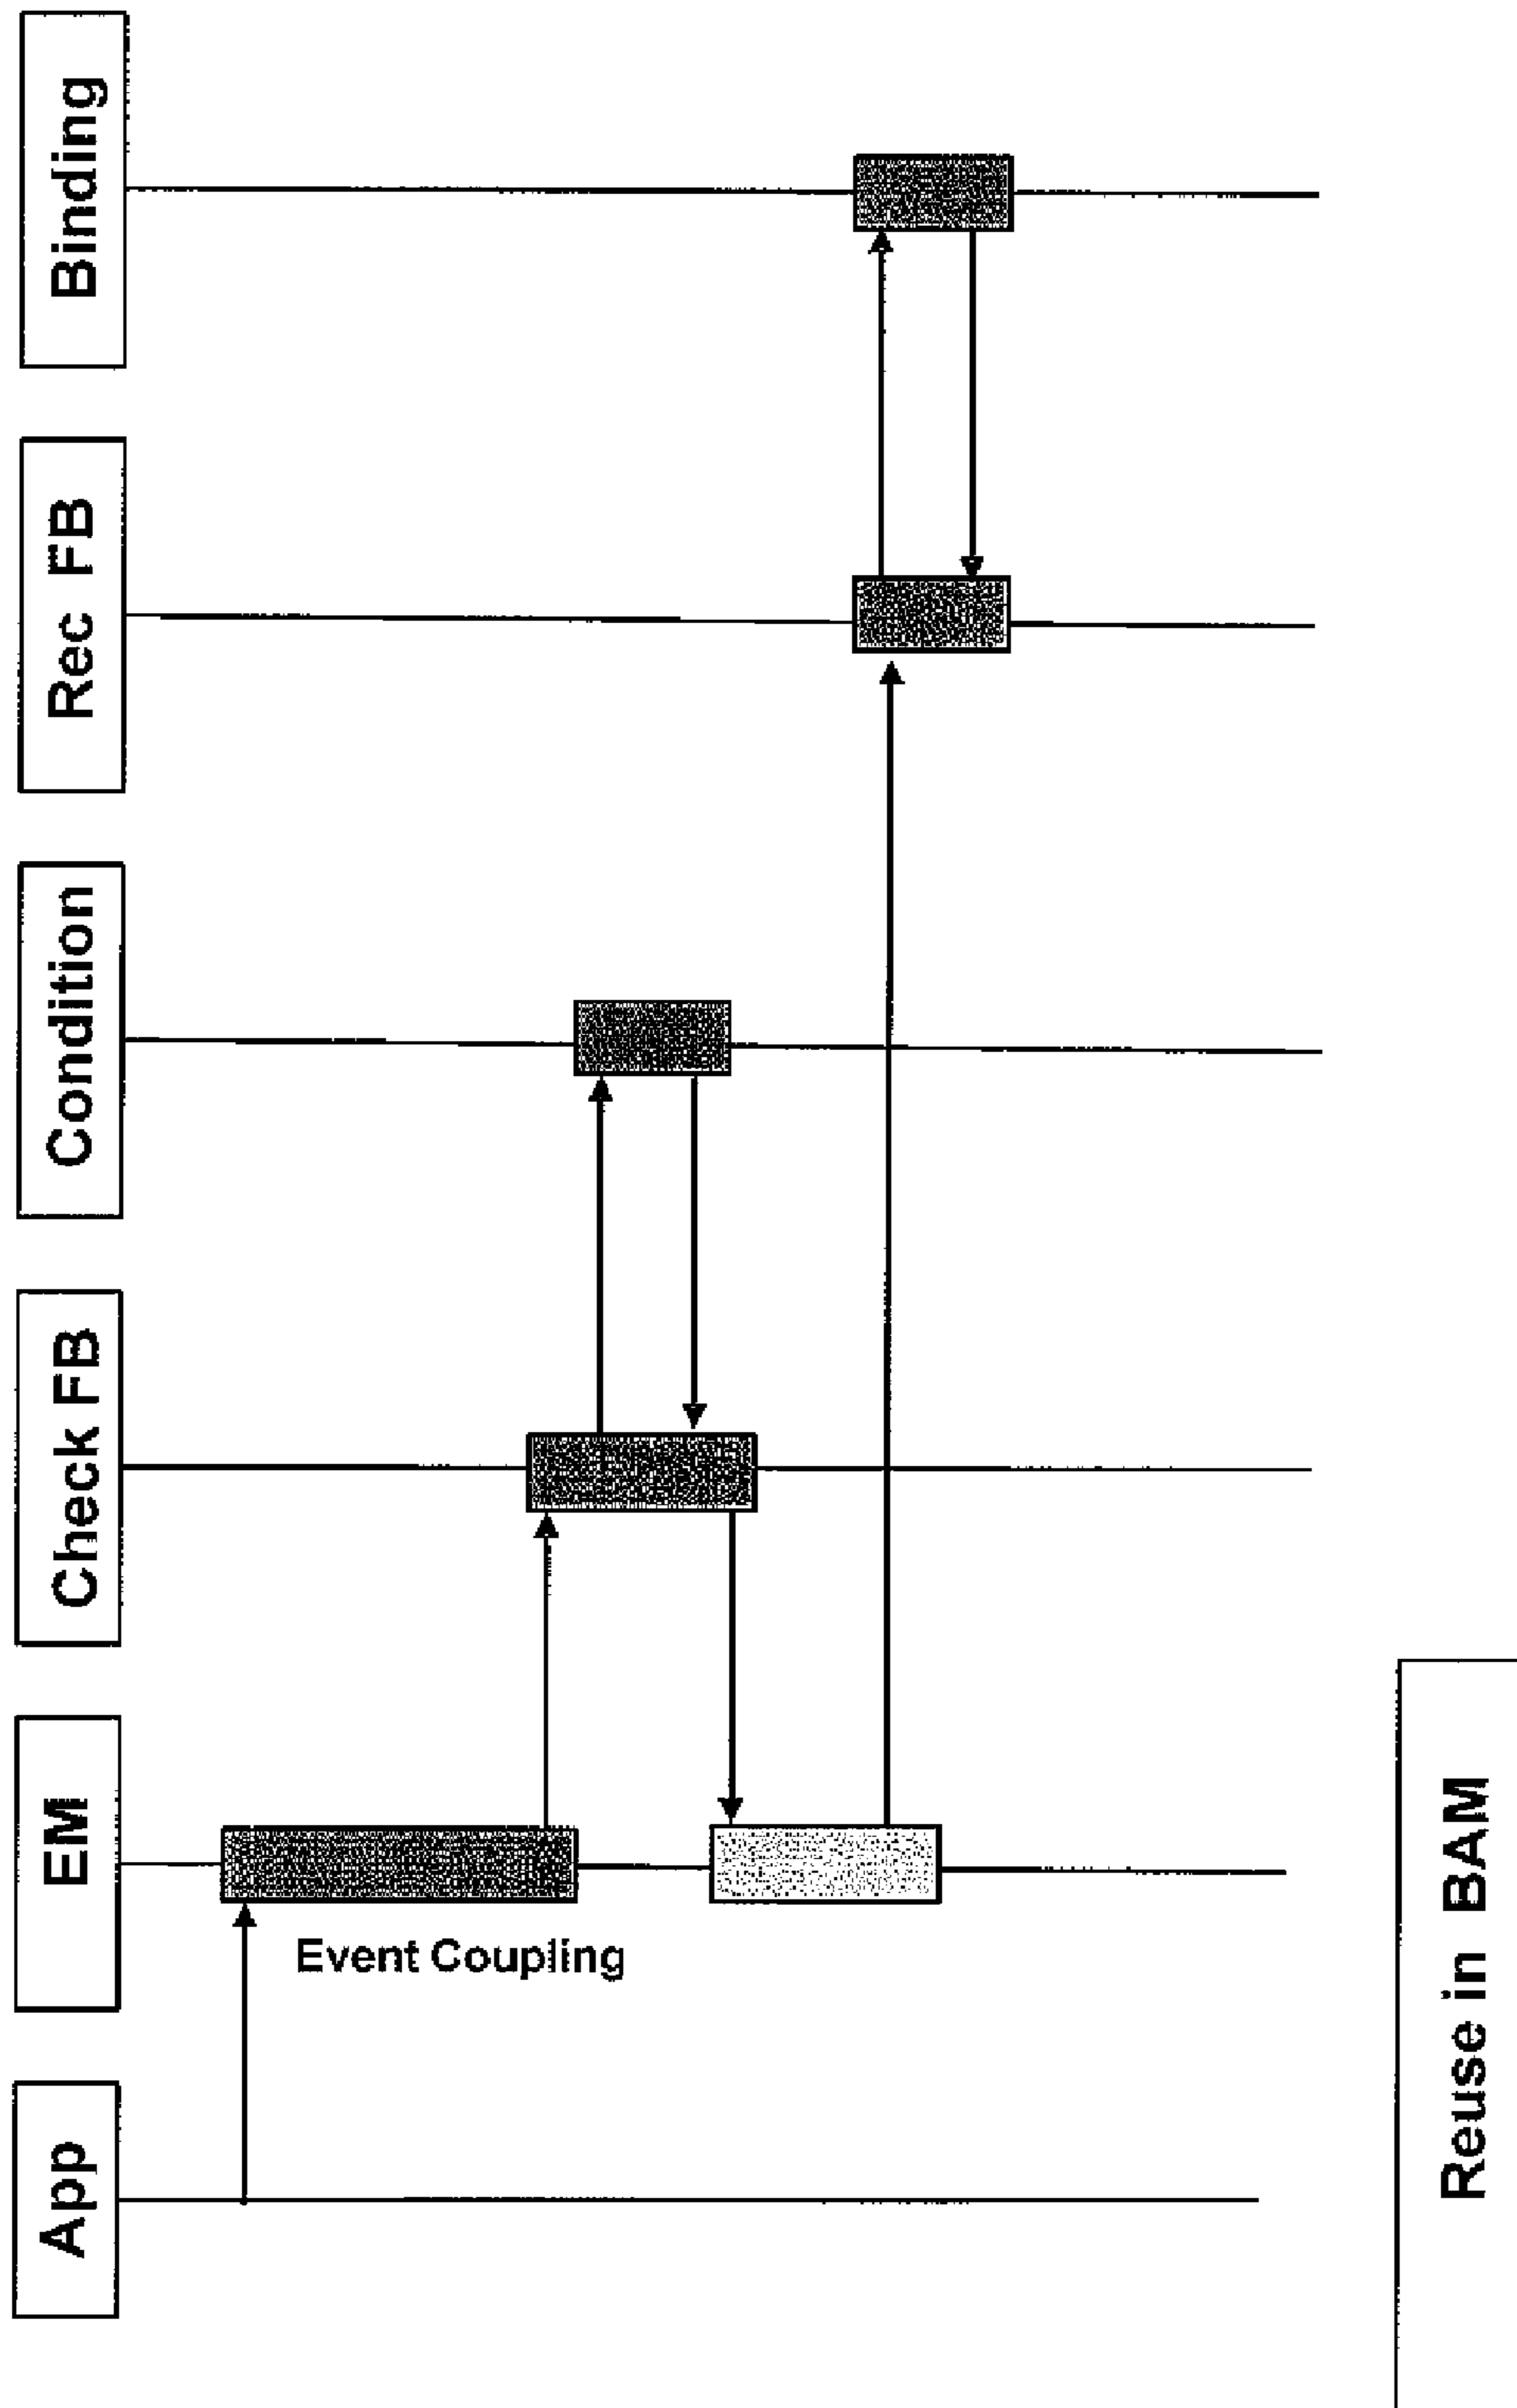 App
EM
Check FB
Condition
Rec FB
Binding
Event Coupling
Reuse in BAM